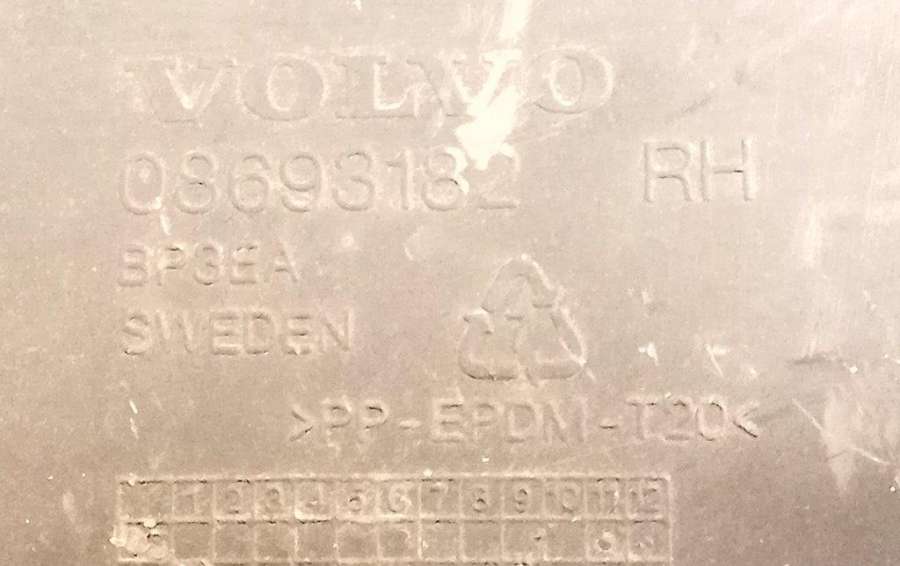 VOLVO
08693182 RH
BP3EA
SWEDEN
7
>PP-EPDM-T20<
1 2 3 4 5 6 7 8 9 10 11 12